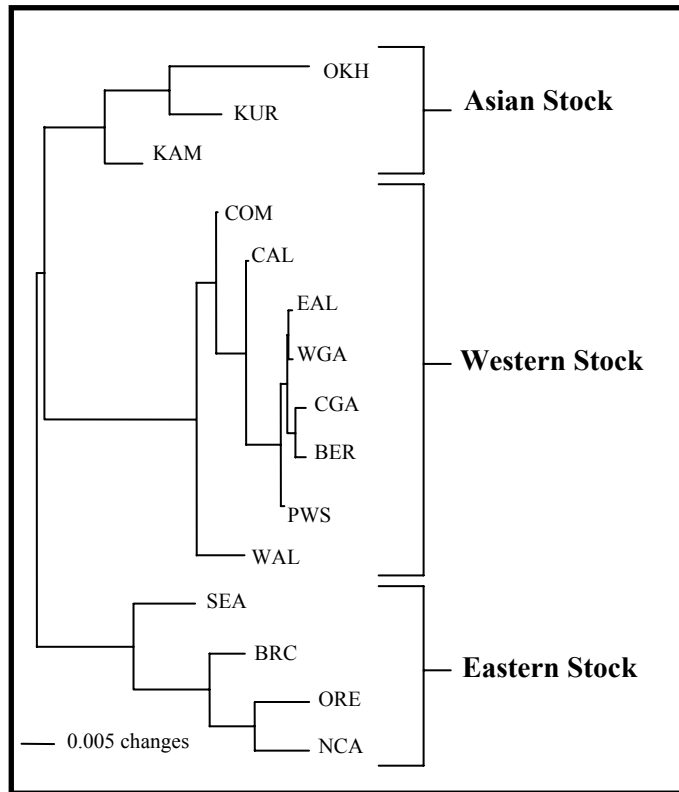 OKH
Asian Stock
KUR
KAM
COM
CAL
EAL
WGA
Western Stock
CGA
BER
PWS
WAL
SEA
BRC
Eastern Stock
ORE
NCA
0.005 changes